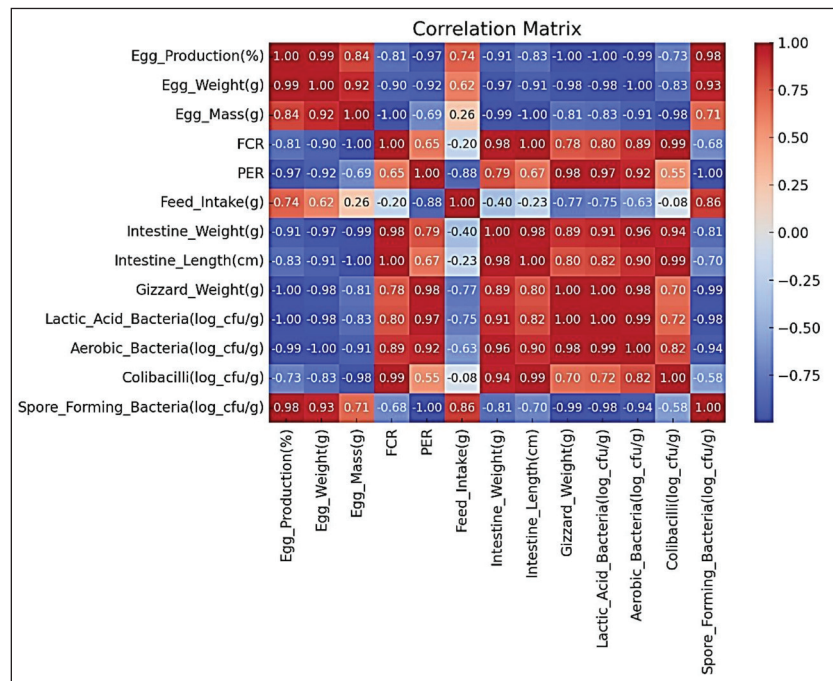 Correlation Matrix
Egg_Production(%) 1.00 0.99 0.84 -0.81 -0.97 0.74 -0.91 -0.83 -1.00 -1.00 -0.99 -0.73 0.98
Egg_Weight(g) 0.99 1.00 0.92 -0.90 -0.92 0.62 -0.97 -0.91 -0.98 -0.98 -1.00 -0.83 0.93
Egg_Mass(g) 0.84 0.92 1.00 -1.00 -0.69 0.26 -0.99 -1.00 -0.81 -0.83 -0.91 -0.98 0.71
FCR -0.81 -0.90 -1.00 1.00 0.65 -0.20 0.98 1.00 0.78 0.80 0.89 0.99 -0.68
PER -0.97 -0.92 -0.69 0.65 1.00 -0.88 0.79 0.67 0.98 0.97 0.92 0.55 -1.00
Feed_Intake(g) 0.74 0.62 0.26 -0.20 -0.88 1.00 -0.40 -0.23 -0.77 -0.75 -0.63 -0.08 0.86
Intestine_Weight(g) -0.91 -0.97 -0.99 0.98 0.79 -0.40 1.00 0.98 0.89 0.91 0.96 0.94 -0.81
Intestine_Length(cm) -0.83 -0.91 -1.00 1.00 0.67 -0.23 0.98 1.00 0.80 0.82 0.90 0.99 -0.70
Gizzard_Weight(g) -1.00 -0.98 -0.81 0.78 0.98 -0.77 0.89 0.80 1.00 1.00 0.98 0.70 -0.99
Lactic_Acid_Bacteria(log_cfu/g) -1.00 -0.98 -0.83 0.80 0.97 -0.75 0.91 0.82 1.00 1.00 0.99 0.72 -0.98
Aerobic_Bacteria(log_cfu/g) -0.99 -1.00 -0.91 0.89 0.92 -0.63 0.96 0.90 0.98 0.99 1.00 0.82 -0.94
Colibacilli(log_cfu/g) -0.73 -0.83 -0.98 0.99 0.55 -0.08 0.94 0.99 0.70 0.72 0.82 1.00 -0.58
Spore_Forming_Bacteria(log_cfu/g) 0.98 0.93 0.71 -0.68 -1.00 0.86 -0.81 -0.70 -0.99 -0.98 -0.94 -0.58 1.00
Egg_Production(%)
Egg_Weight(g)
Egg_Mass(g)
FCR
PER
Feed_Intake(g)
Intestine_Weight(g)
Intestine_Length(cm)
Gizzard_Weight(g)
Lactic_Acid_Bacteria(log_cfu/g)
Aerobic_Bacteria(log_cfu/g)
Colibacilli(log_cfu/g)
Spore_Forming_Bacteria(log_cfu/g)
1.00
0.75
0.50
0.25
0.00
-0.25
-0.50
-0.75